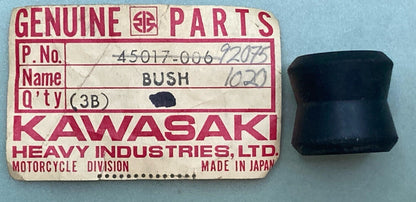 GENUINE PARTS
P. No. 45017-006 92075
Name BUSH 1020
Q'ty (3B)
KAWASAKI
HEAVY INDUSTRIES, LTD.
MOTORCYCLE DIVISION MADE IN JAPAN